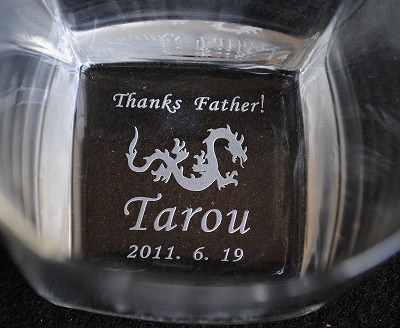 Thanks Father!
Tarou
2011. 6. 19